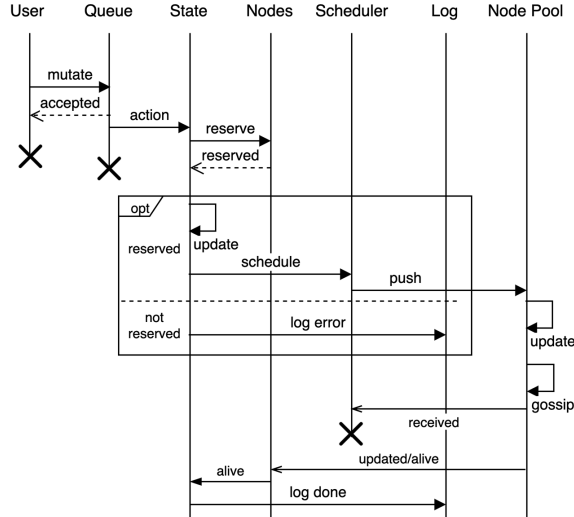 User Queue State Nodes Scheduler Log Node Pool
mutate
accepted
action
reserve
reserved
opt
update
reserved
schedule
push
not
reserved
log error
update
gossip
received
updated/alive
alive
log done